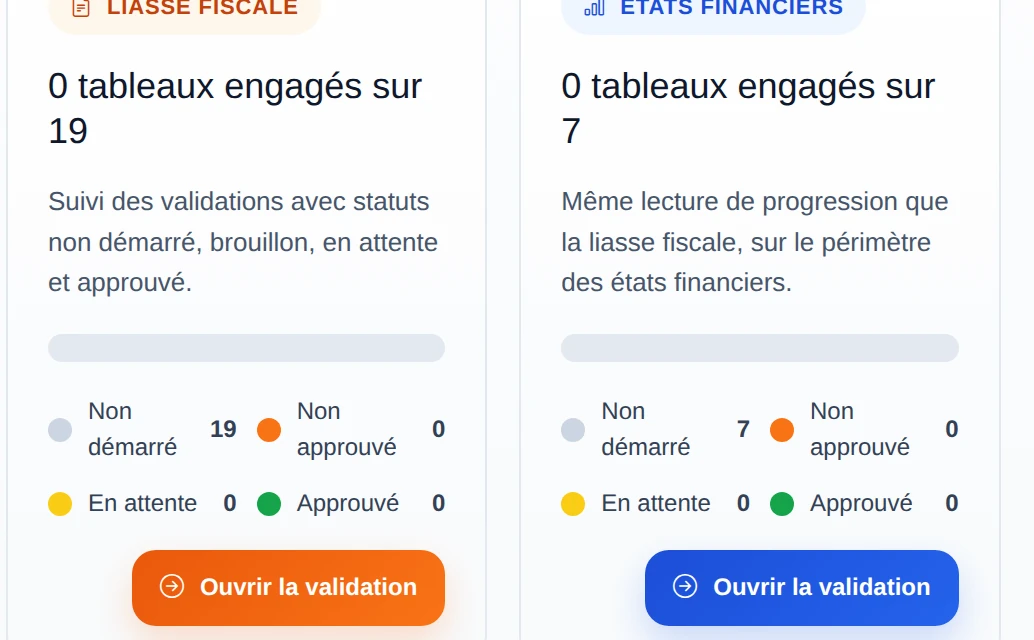 LIASSE FISCALE
0 tableaux engagés sur
19
Suivi des validations avec statuts
non démarré, brouillon, en attente
et approuvé.
Non
démarré
19
Non
approuvé
0
En attente
0
Approuvé
0
Ouvrir la validation
ÉTATS FINANCIERS
0 tableaux engagés sur
7
Même lecture de progression que
la liasse fiscale, sur le périmètre
des états financiers.
Non
démarré
7
Non
approuvé
0
En attente
0
Approuvé
0
Ouvrir la validation